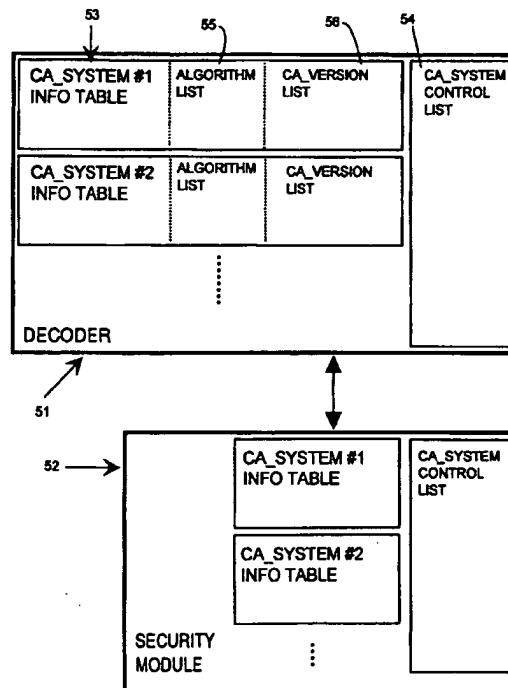 53
55
56
54
CA_SYSTEM #1
INFO TABLE
ALGORITHM
LIST
CA_VERSION
LIST
CA_SYSTEM
CONTROL
LIST
CA_SYSTEM #2
INFO TABLE
ALGORITHM
LIST
CA_VERSION
LIST
DECODER
51
52
CA_SYSTEM #1
INFO TABLE
CA_SYSTEM
CONTROL
LIST
CA_SYSTEM #2
INFO TABLE
SECURITY
MODULE